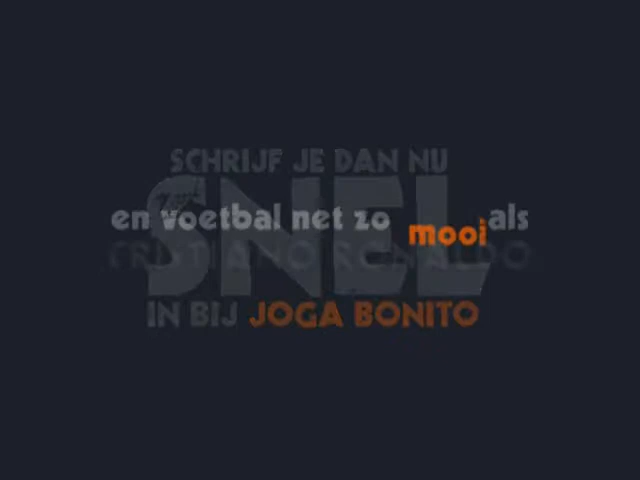 SCHRIJF JE DAN NU
SNEL
en voetbal net zo mooi als
CRISTIANO RONALDO
IN BIJ JOGA BONITO